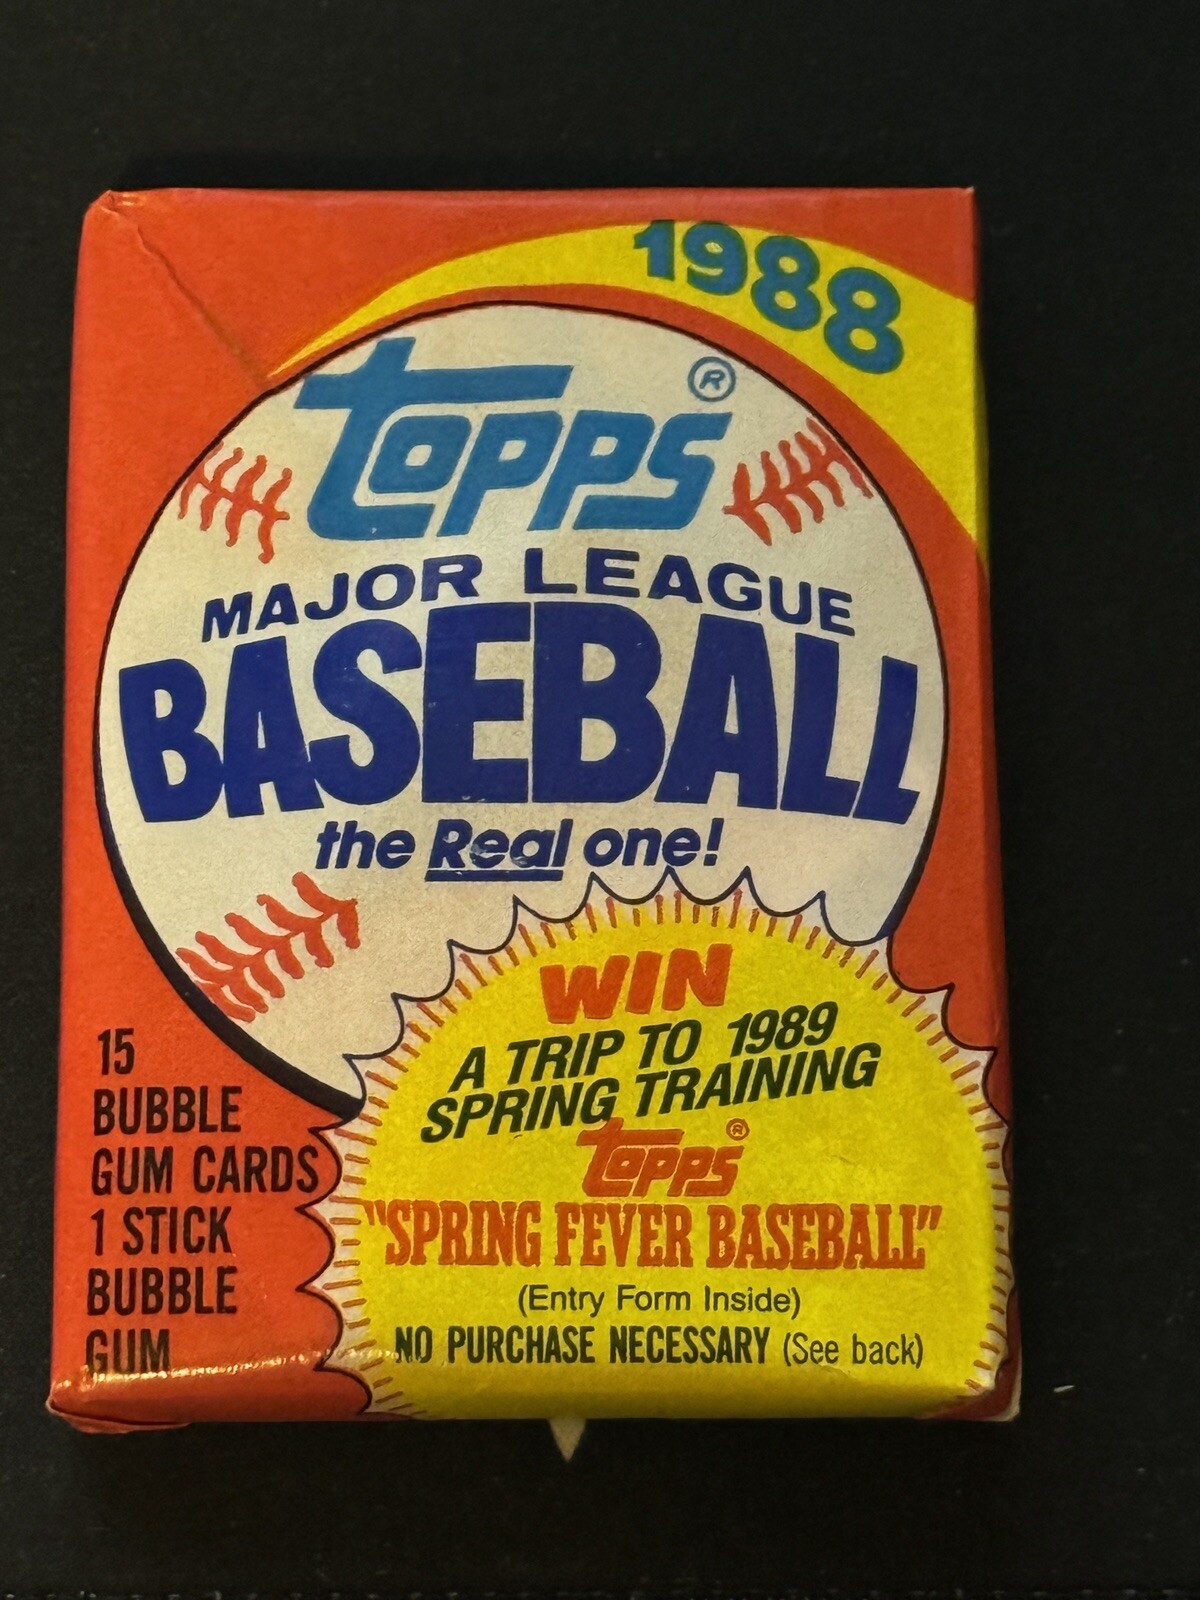 1988
Topps®
MAJOR LEAGUE
BASEBALL
the Real one!
WIN
A TRIP TO 1989
SPRING TRAINING
Topps®
"SPRING FEVER BASEBALL"
(Entry Form Inside)
NO PURCHASE NECESSARY (See back)
15
BUBBLE
GUM CARDS
1 STICK
BUBBLE
GUM